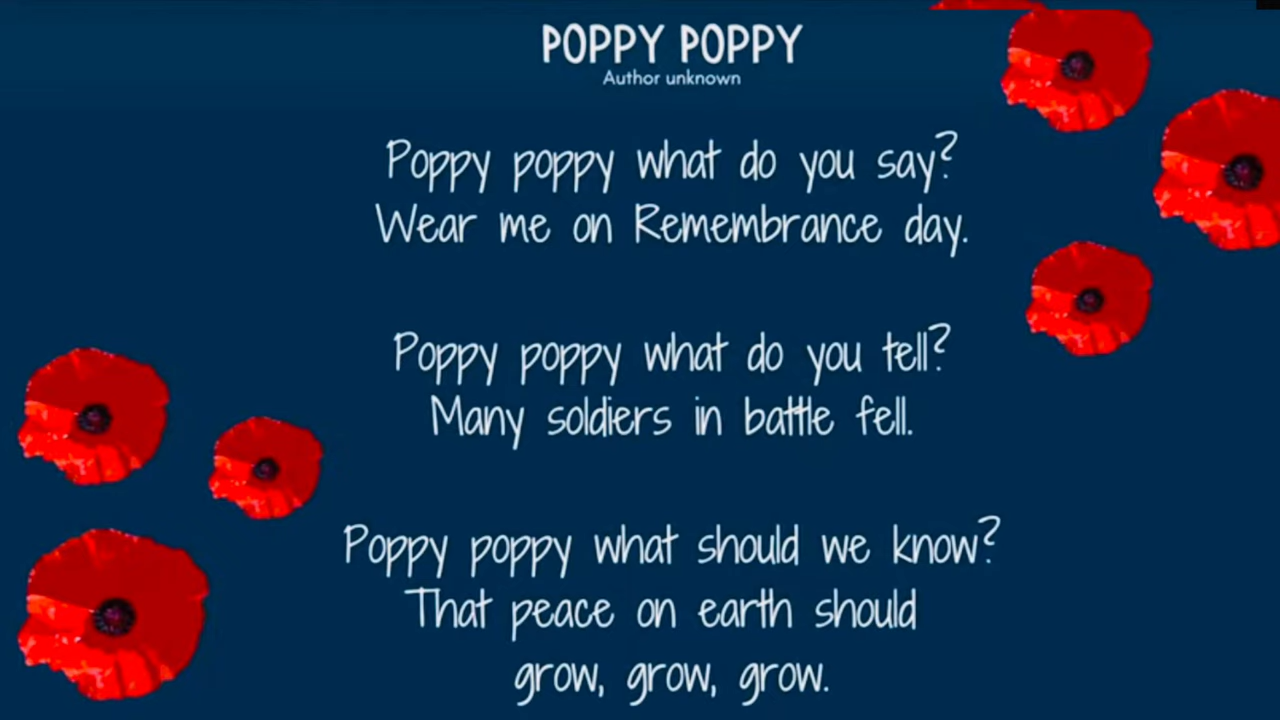 POPPY POPPY
Author unknown
Poppy poppy what do you say?
Wear me on Remembrance day.
Poppy poppy what do you tell?
Many soldiers in battle fell.
Poppy poppy what should we know?
That peace on earth should
grow, grow, grow.